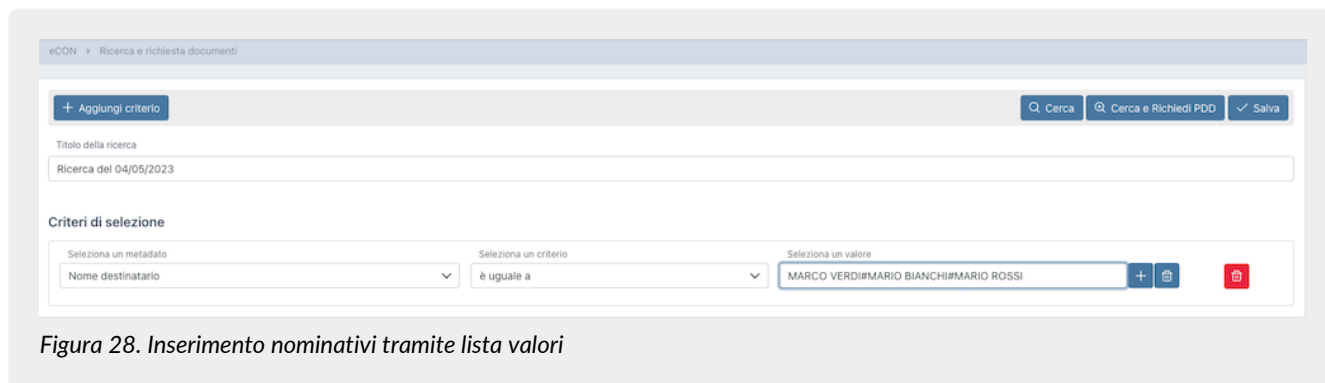 eCON > Ricerca e richiesta documenti
+ Aggiungi criterio
Cerca
Cerca e Richiedi PDD
Salva
Titolo della ricerca
Ricerca del 04/05/2023
Criteri di selezione
Seleziona un metadato
Seleziona un criterio
Seleziona un valore
Nome destinatario
è uguale a
MARCO VERDI#MARIO BIANCHI#MARIO ROSSI
Figura 28. Inserimento nominativi tramite lista valori